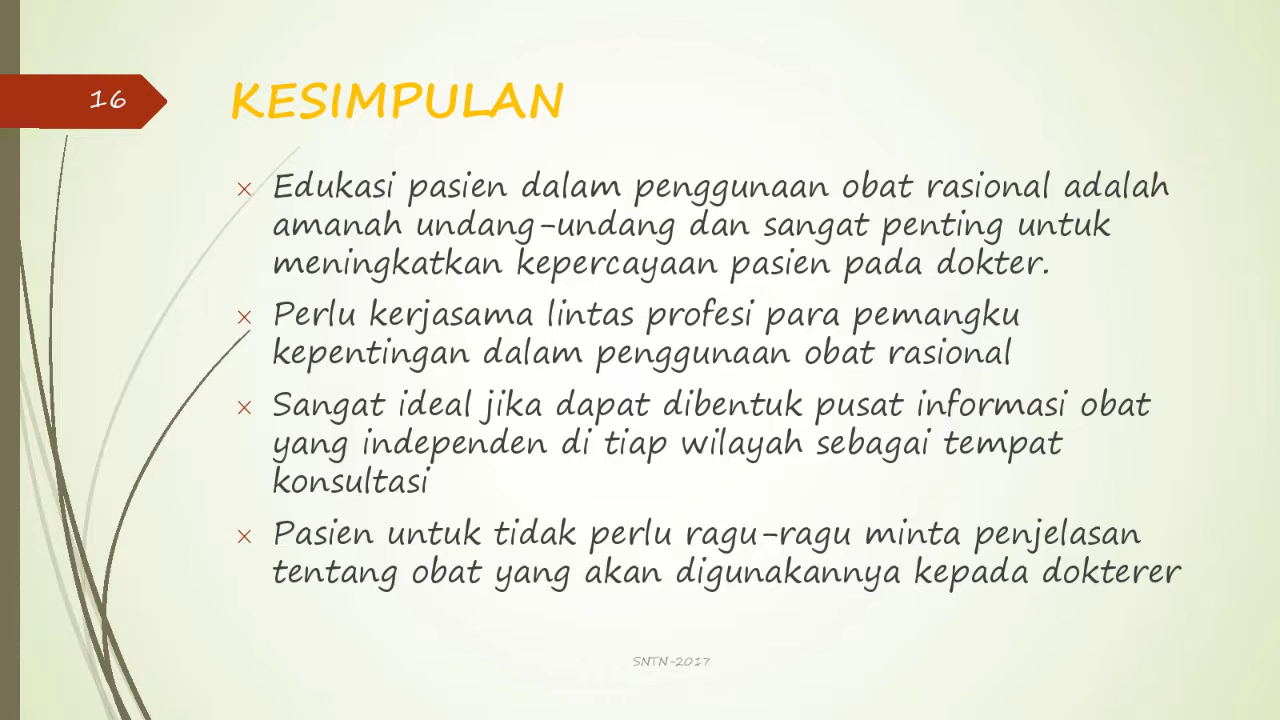 16
KESIMPULAN
Edukasi pasien dalam penggunaan obat rasional adalah
amanah undang-undang dan sangat penting untuk
meningkatkan kepercayaan pasien pada dokter.
Perlu kerjasama lintas profesi para pemangku
kepentingan dalam penggunaan obat rasional
Sangat ideal jika dapat dibentuk pusat informasi obat
yang independen di tiap wilayah sebagai tempat
konsultasi
Pasien untuk tidak perlu ragu-ragu minta penjelasan
tentang obat yang akan digunakannya kepada dokterer
SNTN-2017